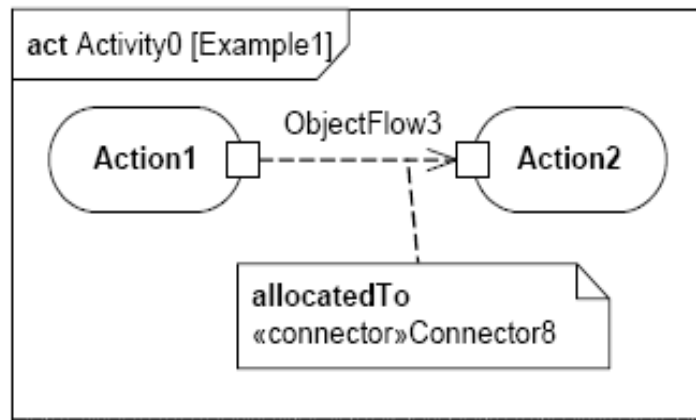 act Activity0 [Example1]
ObjectFlow3
Action1
Action2
allocatedTo
«connector»Connector8